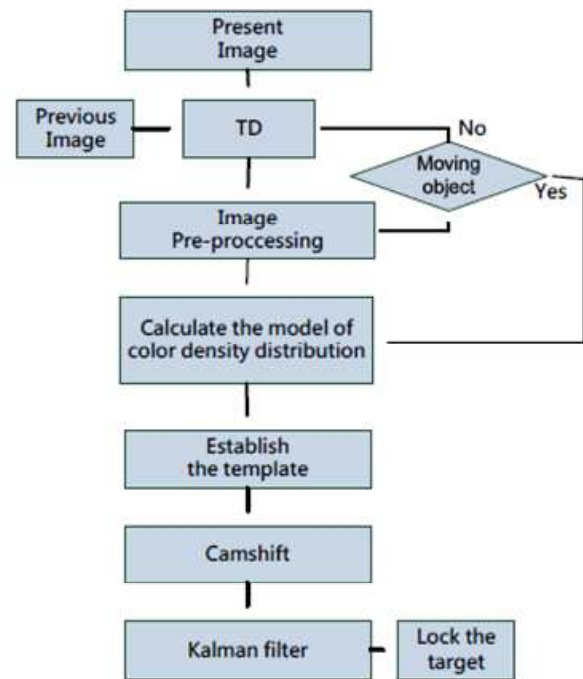 Present
Image
Previous
Image
TD
No
Moving
object
Yes
Image
Pre-proccessing
Calculate the model of
color density distribution
Establish
the template
Camshift
Kalman filter
Lock the
target